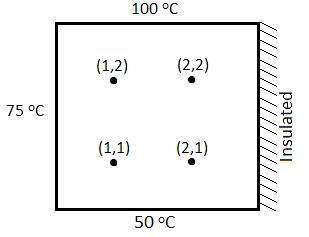 100 °C
(1,2) (2,2)
75 °C
Insulated
(1,1) (2,1)
50 °C